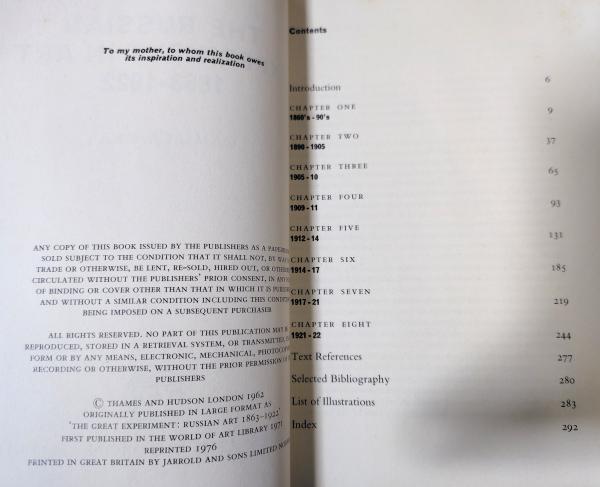 To my mother, to whom this book owes
its inspiration and realization
ANY COPY OF THIS BOOK ISSUED BY THE PUBLISHERS AS A
SOLD SUBJECT TO THE CONDITION THAT IT SHALL NOT, BY
TRADE OR OTHERWISE, BE LENT, RE-SOLD, HIRED OUT, OR
CIRCULATED WITHOUT THE PUBLISHERS' PRIOR CONSENT, IN
OF BINDING OR COVER OTHER THAN THAT IN WHICH IT IS
AND WITHOUT A SIMILAR CONDITION INCLUDING THIS
BEING IMPOSED ON A SUBSEQUENT PURCHASER
ALL RIGHTS RESERVED. NO PART OF THIS PUBLICATION MAY
REPRODUCED, STORED IN A RETRIEVAL SYSTEM, OR
FORM OR BY ANY MEANS, ELECTRONIC, MECHANICAL,
RECORDING OR OTHERWISE, WITHOUT THE PRIOR PERMISSION
PUBLISHERS
© THAMES AND HUDSON LONDON 1962
ORIGINALLY PUBLISHED IN LARGE FORMAT AS
'THE GREAT EXPERIMENT: RUSSIAN ART 1863–1922'
FIRST PUBLISHED IN THE WORLD OF ART LIBRARY 1971
REPRINTED 1976
PRINTED IN GREAT BRITAIN BY JARROLD AND SONS LIMITED
Contents
Introduction 6
CHAPTER ONE 9
1860's-90's
CHAPTER TWO 37
1890-1905
CHAPTER THREE 65
1905-10
CHAPTER FOUR 93
1909-11
CHAPTER FIVE 131
1912-14
CHAPTER SIX 185
1914-17
CHAPTER SEVEN 219
1917-21
CHAPTER EIGHT 244
1921-22
Text References 277
Selected Bibliography 280
List of Illustrations 283
Index 292